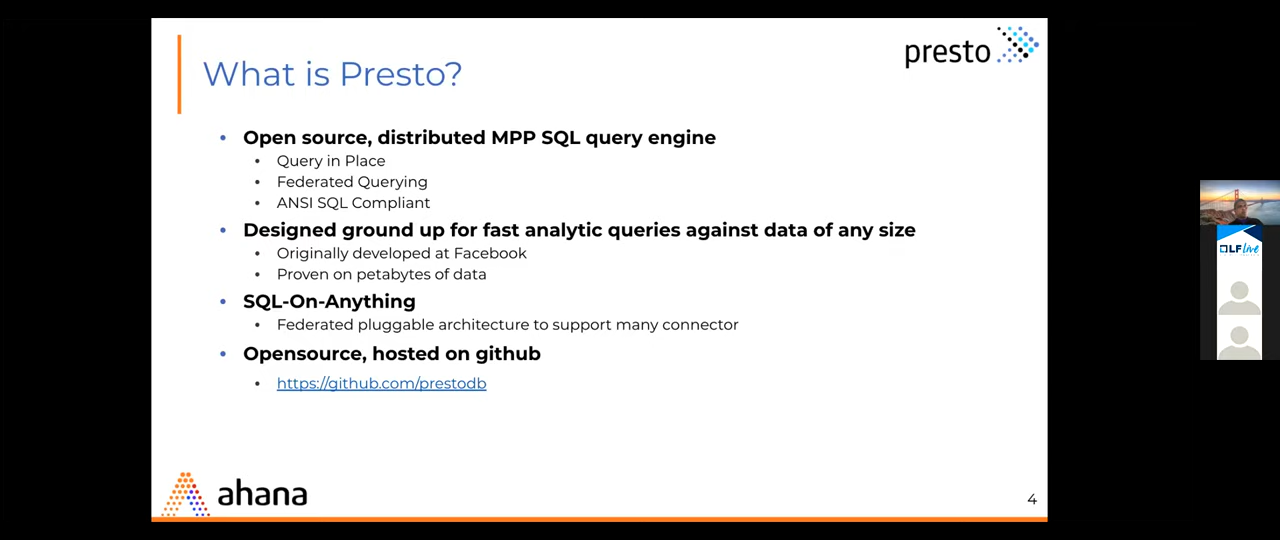 What is Presto?
presto
Open source, distributed MPP SQL query engine
Query in Place
Federated Querying
ANSI SQL Compliant
Designed ground up for fast analytic queries against data of any size
Originally developed at Facebook
Proven on petabytes of data
SQL-On-Anything
Federated pluggable architecture to support many connector
Opensource, hosted on github
https://github.com/prestodb
ahana
4
LF live